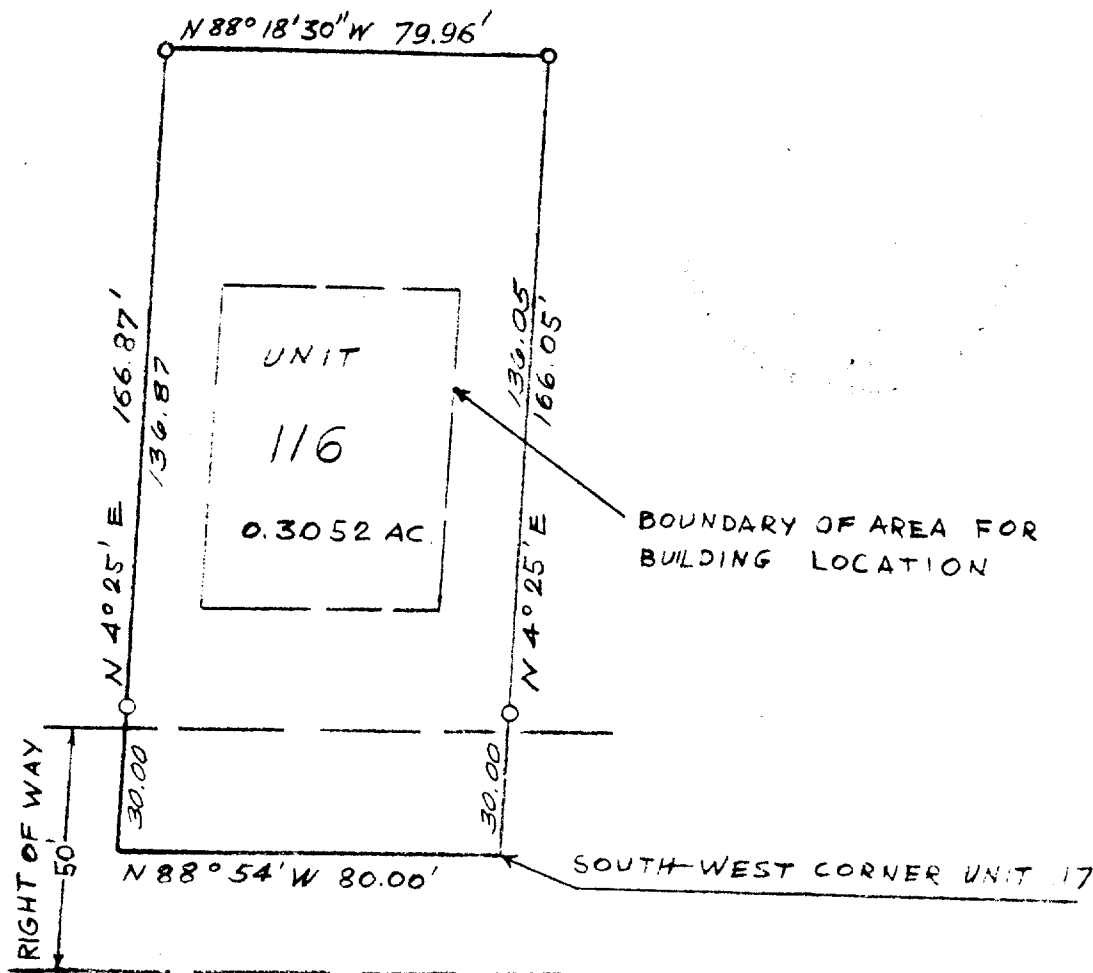 N 88° 18' 30" W 79.96'
N 4° 25' E 166.87'
136.87
136.05
N 4° 25' E 166.05'
UNIT
116
0.3052 AC.
BOUNDARY OF AREA FOR
BUILDING LOCATION
30.00
30.00
RIGHT OF WAY
50'
N 88° 54' W 80.00'
SOUTH-WEST CORNER UNIT 17